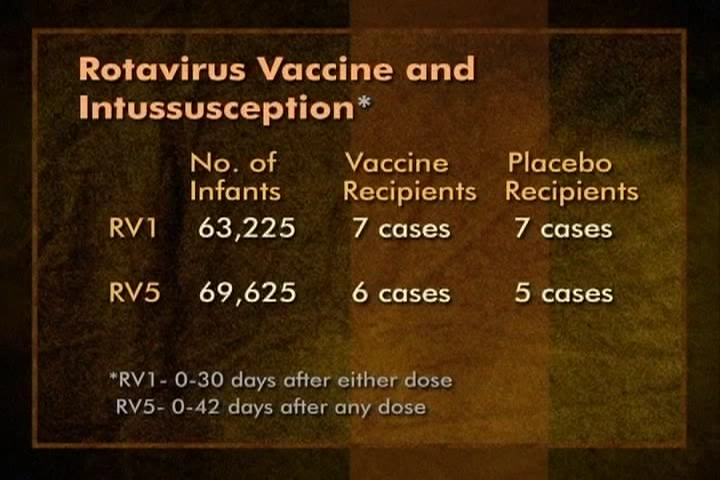 Rotavirus Vaccine and
Intussusception*
No. of Vaccine Placebo
Infants Recipients Recipients
RV1 63,225 7 cases 7 cases
RV5 69,625 6 cases 5 cases
*RV1- 0-30 days after either dose
RV5- 0-42 days after any dose